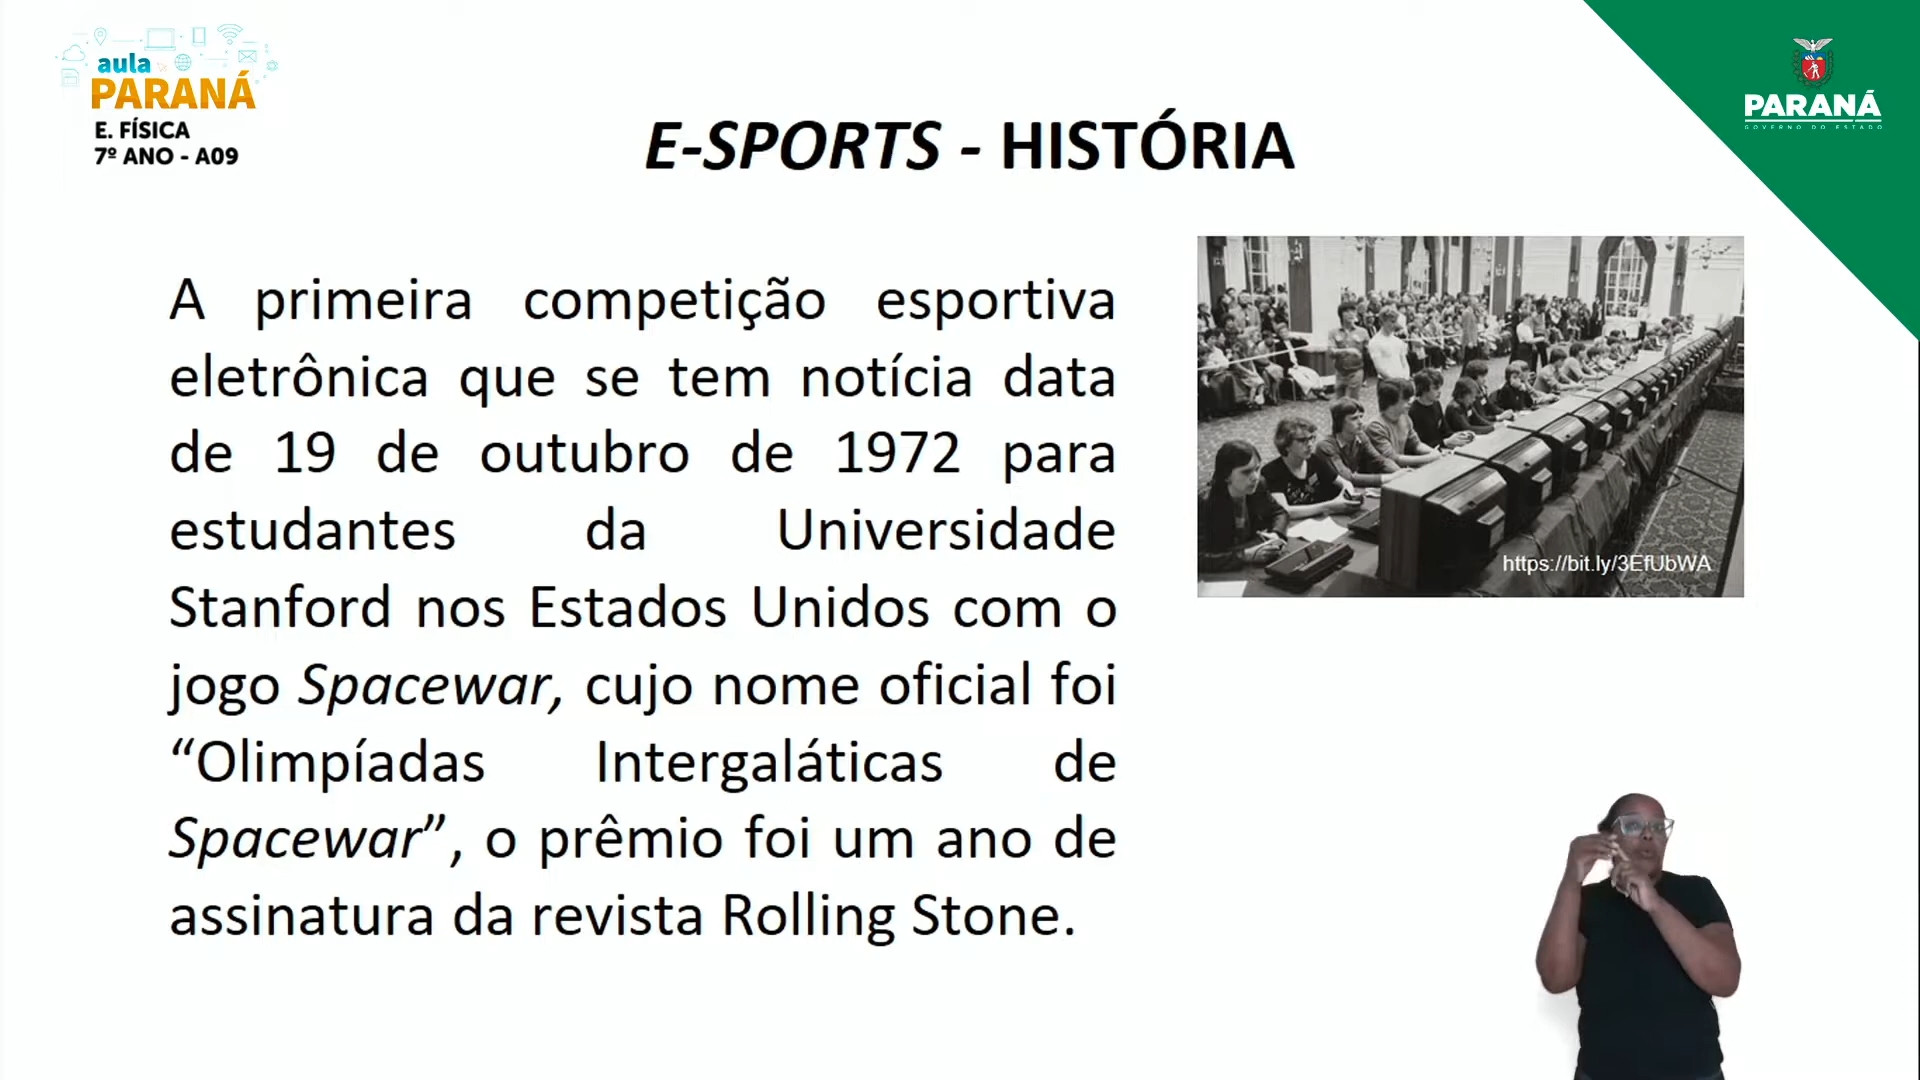 aula
PARANÁ
E. FÍSICA
7º ANO - A09
PARANÁ
GOVERNO DO ESTADO
E-SPORTS - HISTÓRIA
A primeira competição esportiva
eletrônica que se tem notícia data
de 19 de outubro de 1972 para
estudantes da Universidade
Stanford nos Estados Unidos com o
jogo Spacewar, cujo nome oficial foi
“Olimpíadas Intergaláticas de
Spacewar”, o prêmio foi um ano de
assinatura da revista Rolling Stone.
https://bit.ly/3EfUbWA